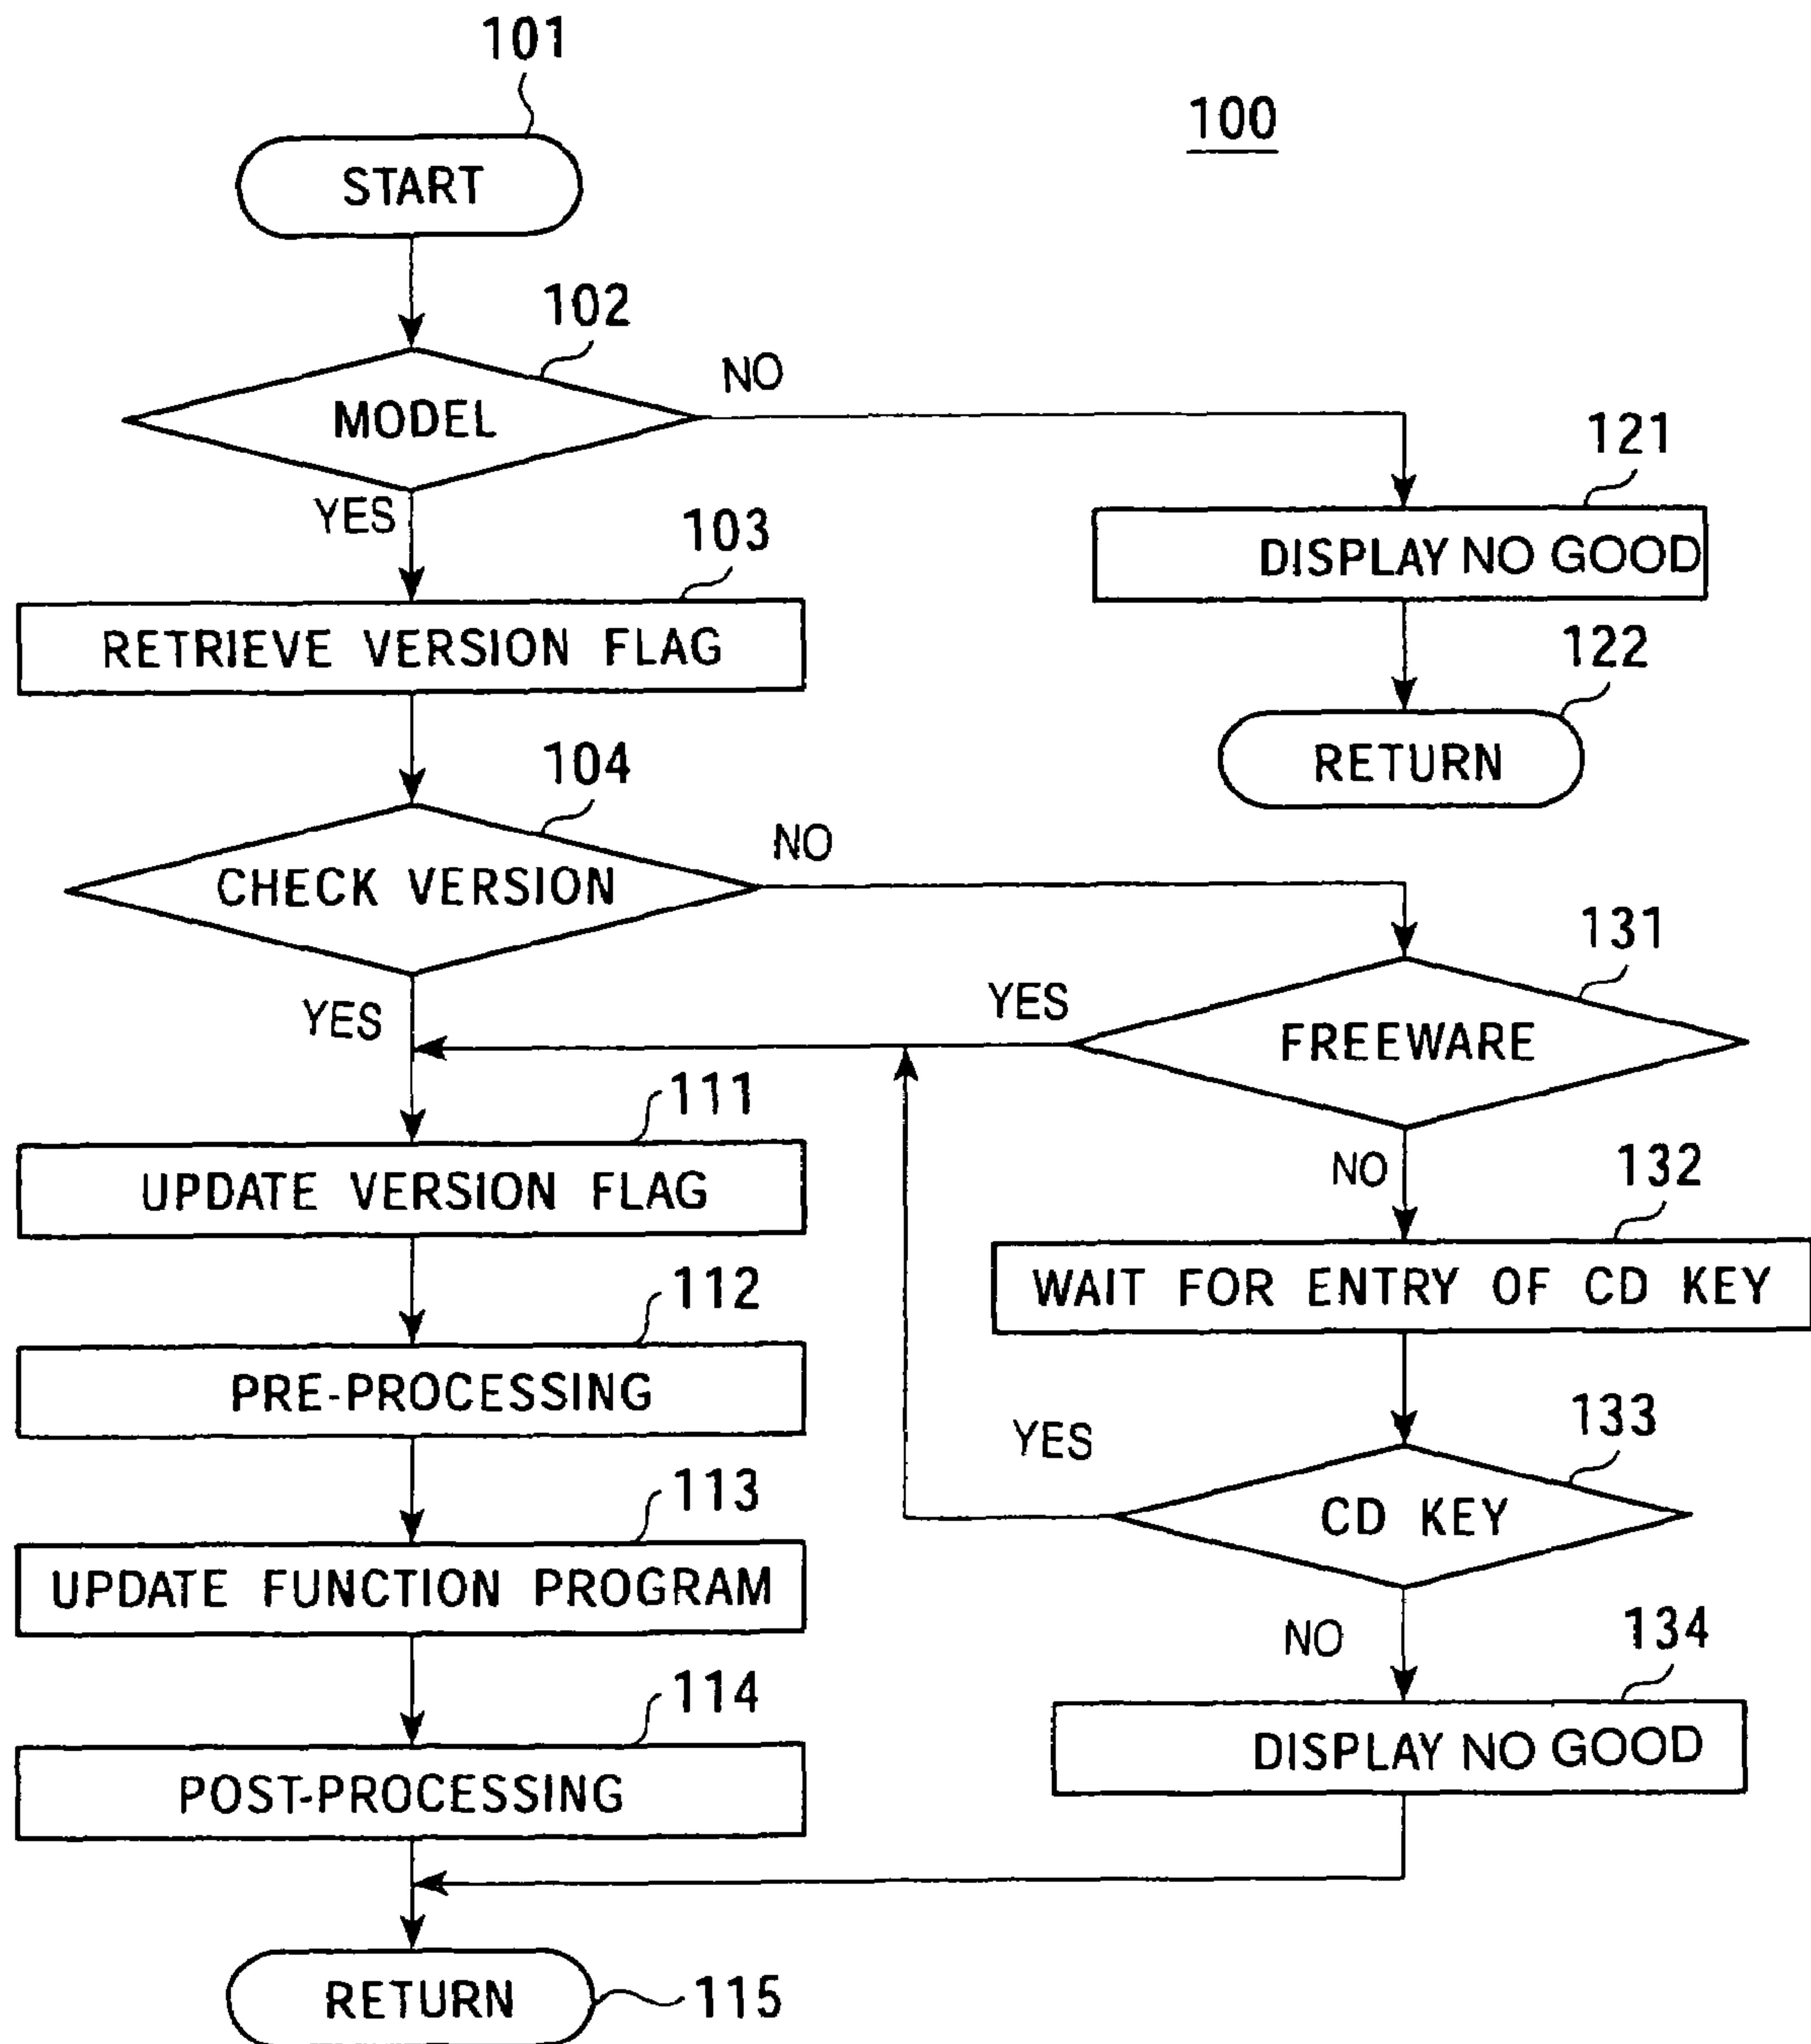 101
100
START
102
NO
MODEL
121
YES
103
DISPLAY NO GOOD
RETRIEVE VERSION FLAG
122
104
RETURN
NO
CHECK VERSION
131
YES
YES
FREEWARE
111
NO
132
UPDATE VERSION FLAG
112
WAIT FOR ENTRY OF CD KEY
PRE-PROCESSING
133
YES
113
CD KEY
UPDATE FUNCTION PROGRAM
NO
134
114
DISPLAY NO GOOD
POST-PROCESSING
RETURN
115